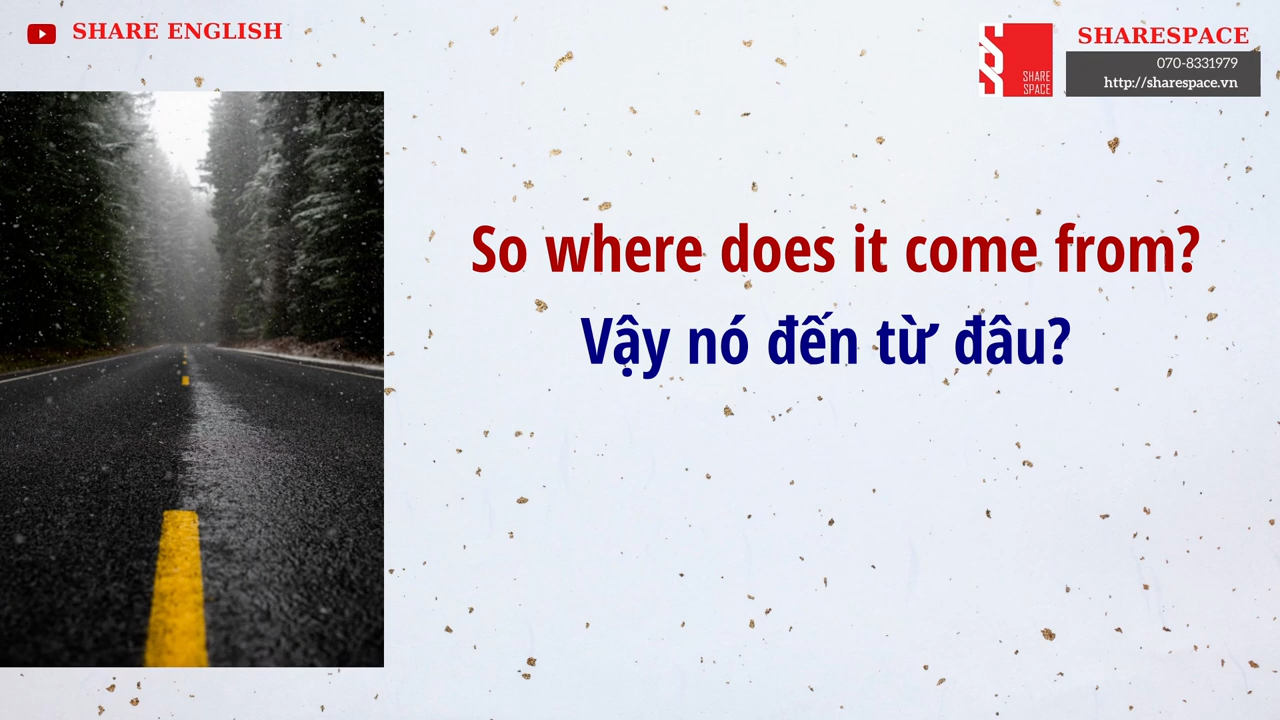 SHARE ENGLISH
SHARESPACE
070-8331979
http://sharespace.vn
SHARE
SPACE
So where does it come from?
Vậy nó đến từ đâu?